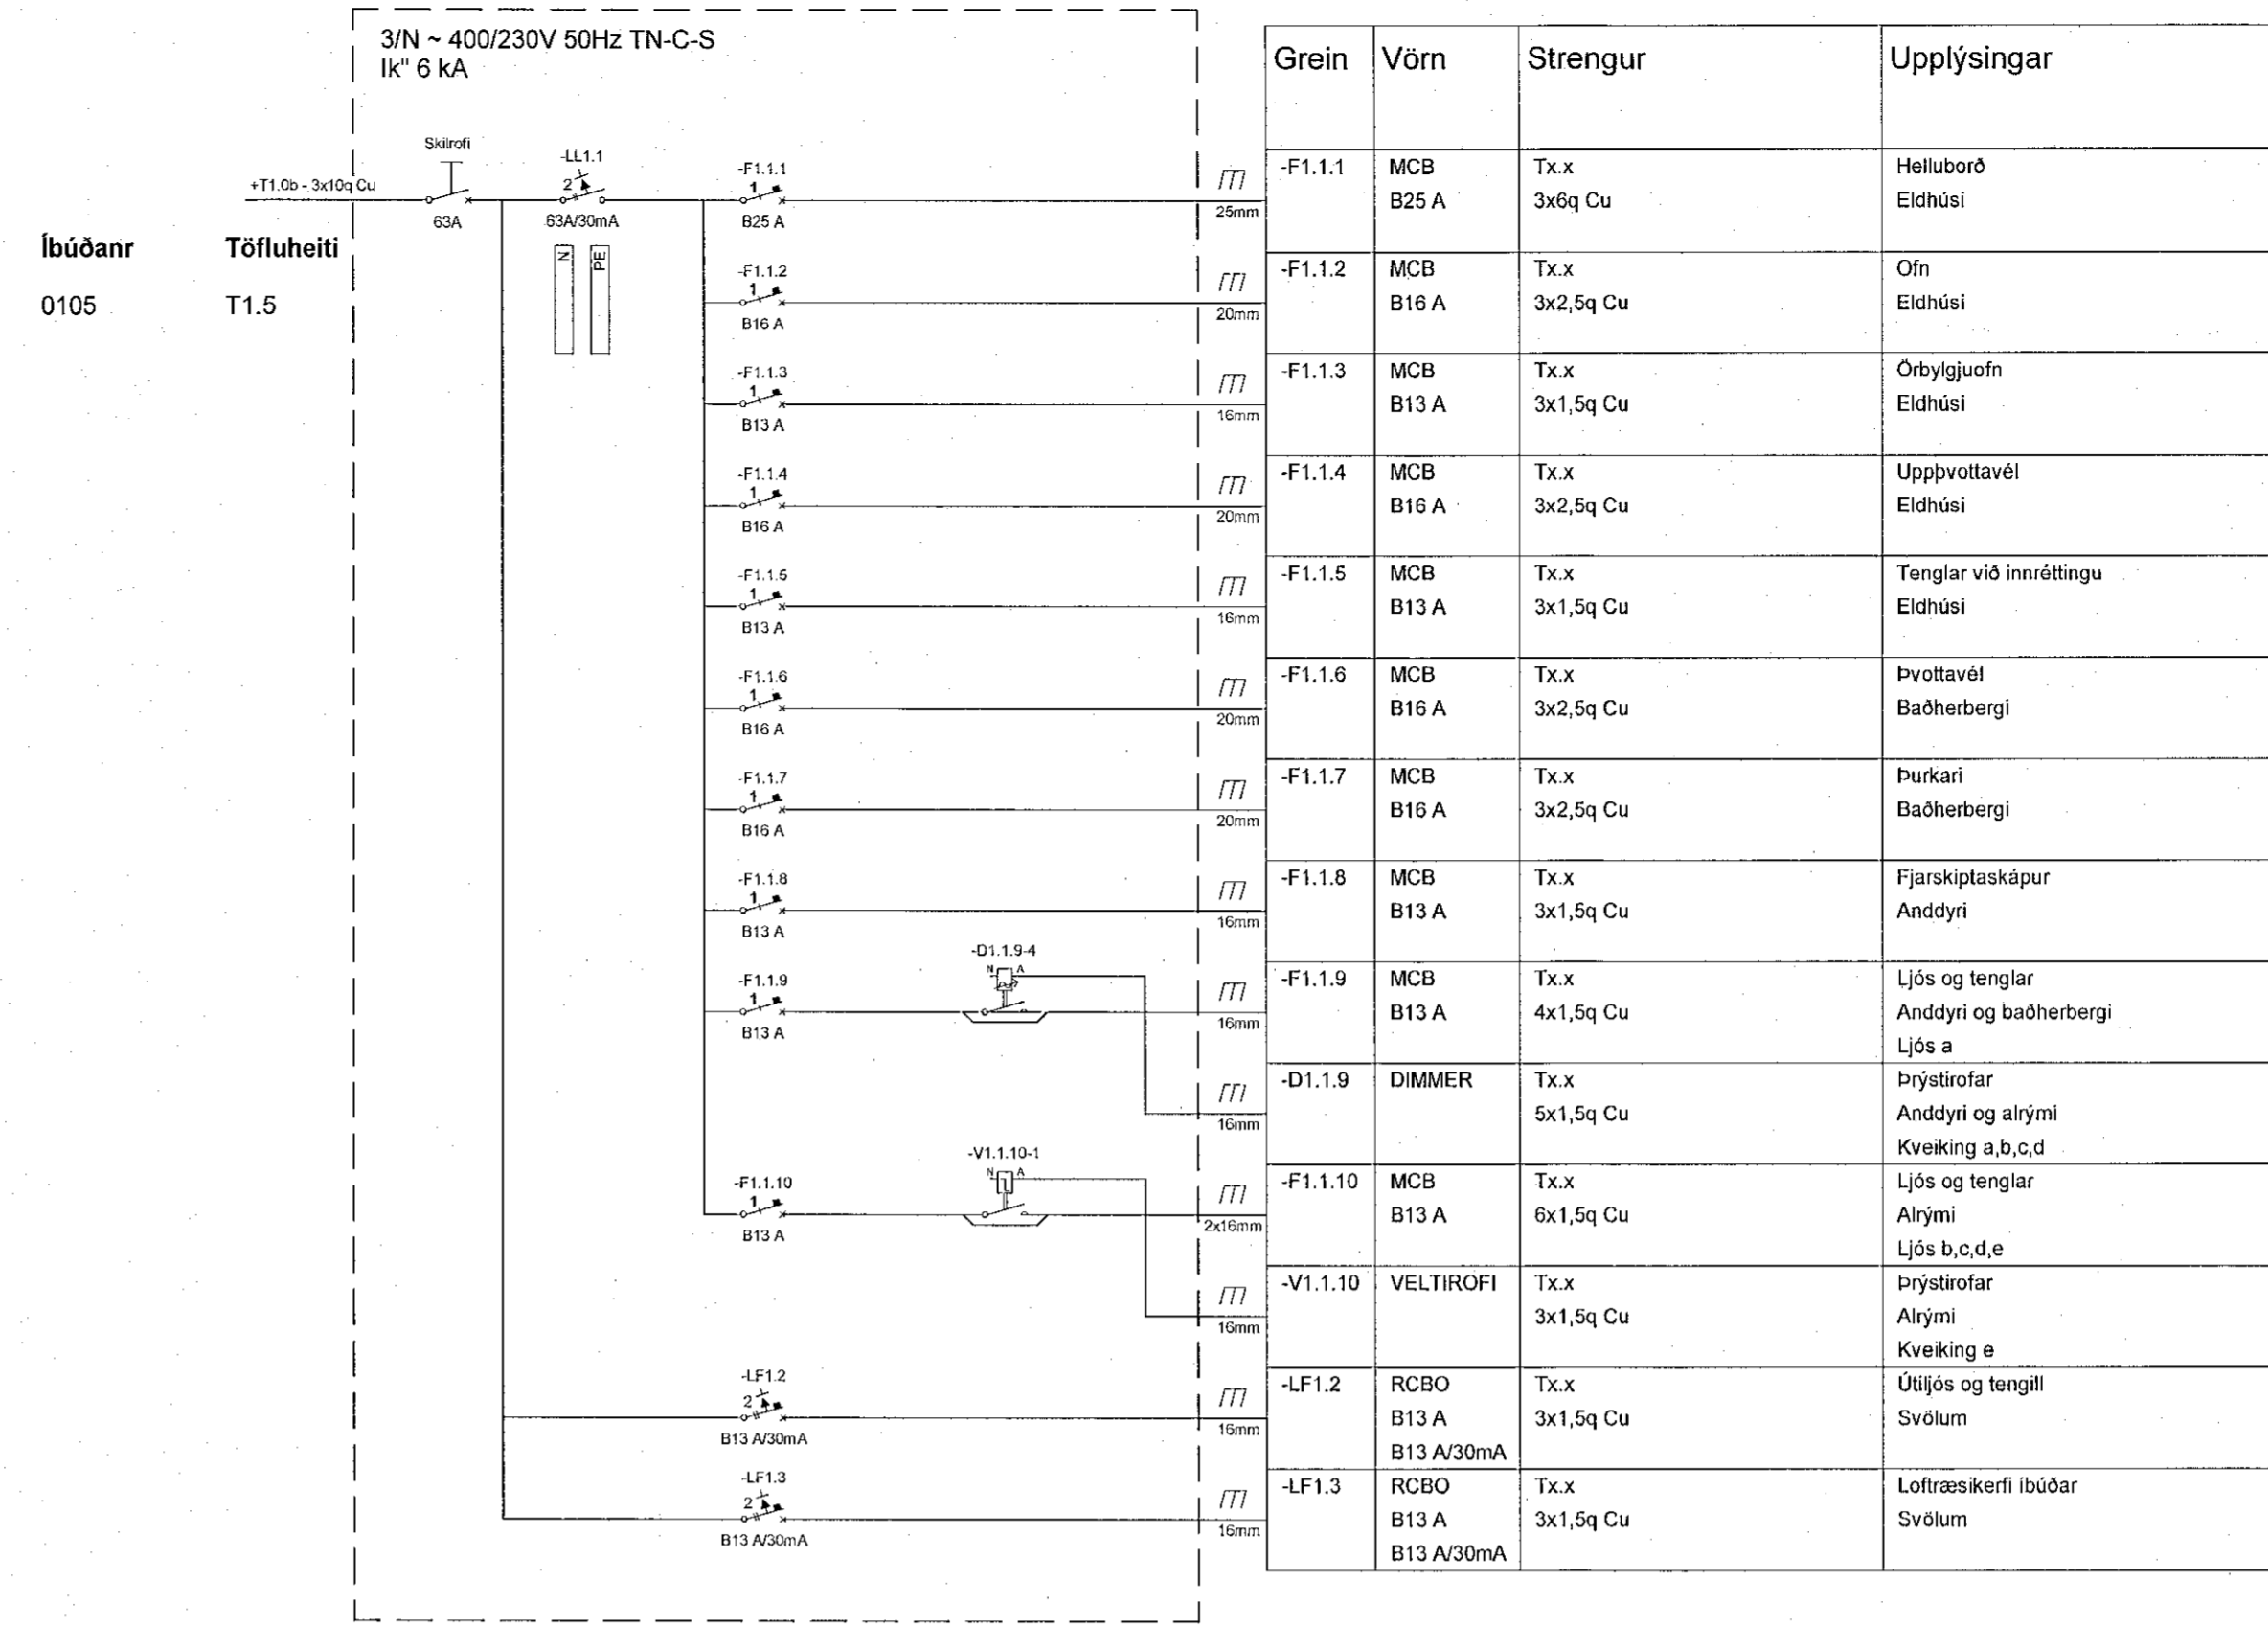 3/N ~ 400/230V 50Hz TN-C-S
Ik" 6 kA
Skilrofi
+T1.0b - 3x10q Cu
63A
-LL1.1
2
63A/30mA
N
PE
Íbúðanr
Töfluheiti
0105
T1.5
-F1.1.1
1
B25 A
25mm
-F1.1.2
1
B16 A
20mm
-F1.1.3
1
B13 A
16mm
-F1.1.4
1
B16 A
20mm
-F1.1.5
1
B13 A
16mm
-F1.1.6
1
B16 A
20mm
-F1.1.7
1
B16 A
20mm
-F1.1.8
1
B13 A
16mm
-F1.1.9
1
B13 A
-D1.1.9-4
N
A
16mm
16mm
-F1.1.10
1
B13 A
-V1.1.10-1
N
A
2x16mm
16mm
-LF1.2
2
B13 A/30mA
16mm
-LF1.3
2
B13 A/30mA
16mm
Grein Vörn Strengur Upplýsingar
-F1.1.1 MCB Tx.x Helluborð
B25 A 3x6q Cu Eldhúsi
-F1.1.2 MCB Tx.x Ofn
B16 A 3x2,5q Cu Eldhúsi
-F1.1.3 MCB Tx.x Örbylgjuofn
B13 A 3x1,5q Cu Eldhúsi
-F1.1.4 MCB Tx.x Uppþvottavél
B16 A 3x2,5q Cu Eldhúsi
-F1.1.5 MCB Tx.x Tenglar við innréttingu
B13 A 3x1,5q Cu Eldhúsi
-F1.1.6 MCB Tx.x Þvottavél
B16 A 3x2,5q Cu Baðherbergi
-F1.1.7 MCB Tx.x Þurkari
B16 A 3x2,5q Cu Baðherbergi
-F1.1.8 MCB Tx.x Fjarskiptaskápur
B13 A 3x1,5q Cu Anddyri
-F1.1.9 MCB Tx.x Ljós og tenglar
B13 A 4x1,5q Cu Anddyri og baðherbergi
Ljós a
-D1.1.9 DIMMER Tx.x Þrýstirofar
5x1,5q Cu Anddyri og alrými
Kveiking a,b,c,d
-F1.1.10 MCB Tx.x Ljós og tenglar
B13 A 6x1,5q Cu Alrými
Ljós b,c,d,e
-V1.1.10 VELTIROFI Tx.x Þrýstirofar
3x1,5q Cu Alrými
Kveiking e
-LF1.2 RCBO Tx.x Útiljós og tengill
B13 A 3x1,5q Cu Svölum
B13 A/30mA
-LF1.3 RCBO Tx.x Loftræsikerfi íbúðar
B13 A 3x1,5q Cu Svölum
B13 A/30mA